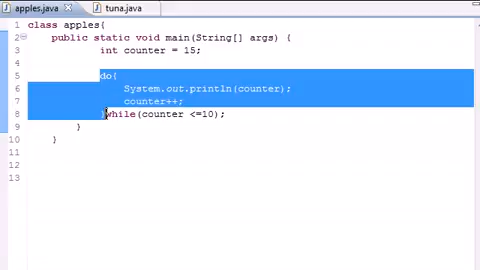 apples.java tuna.java
1 class apples{
2 public static void main(String[] args) {
3 int counter = 15;
4
5 do{
6 System.out.println(counter);
7 counter++;
8 }while(counter <=10);
9 }
10 }
11
12
13